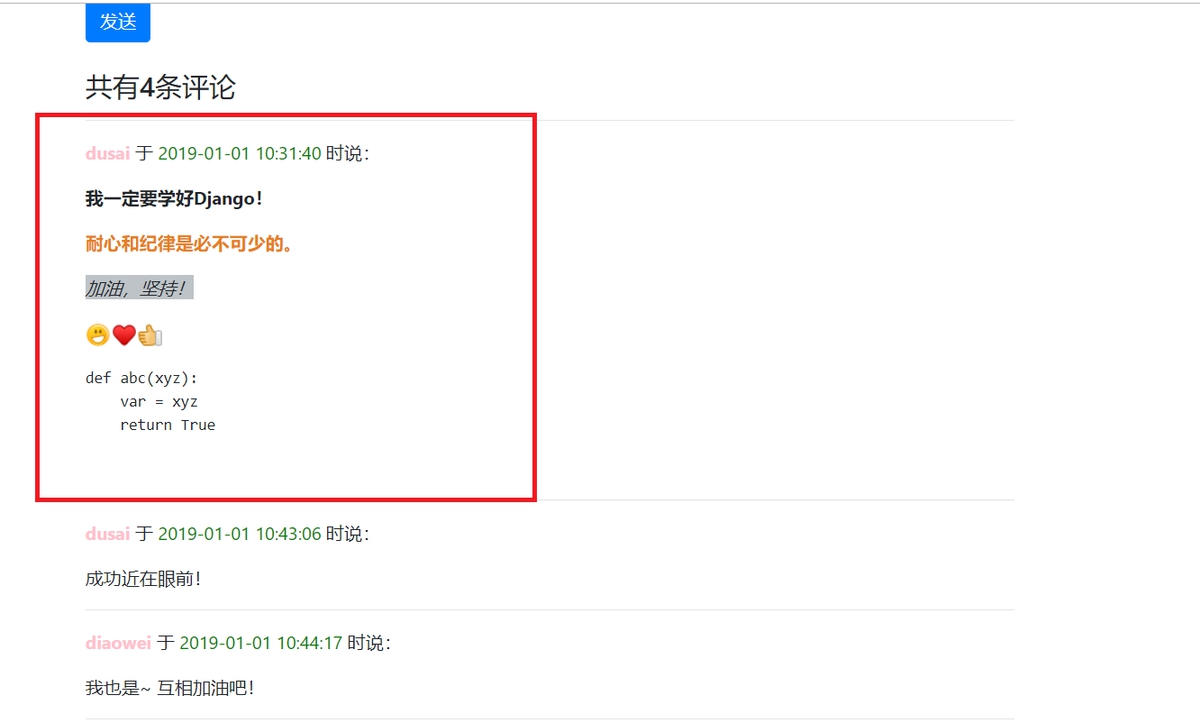 发送
共有4条评论
dusai 于 2019-01-01 10:31:40 时说：
我一定要学好Django！
耐心和纪律是必不可少的。
加油，坚持！
😀❤👍
def abc(xyz):
    var = xyz
    return True
dusai 于 2019-01-01 10:43:06 时说：
成功近在眼前！
diaowei 于 2019-01-01 10:44:17 时说：
我也是~ 互相加油吧！